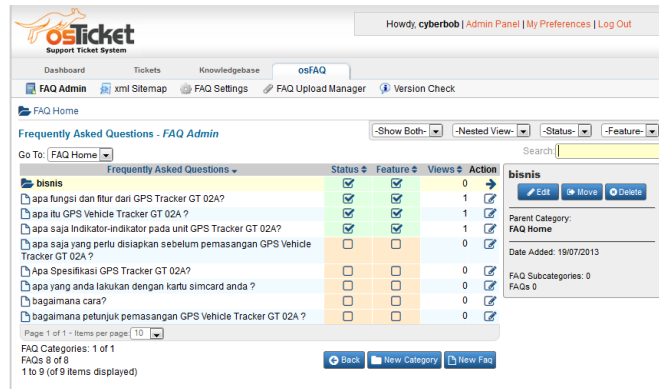 osTicket
Support Ticket System
Howdy, cyberbob | Admin Panel | My Preferences | Log Out
Dashboard Tickets Knowledgebase osFAQ
FAQ Admin xml Sitemap FAQ Settings FAQ Upload Manager Version Check
FAQ Home
Frequently Asked Questions - FAQ Admin
-Show Both- -Nested View- -Status- -Feature-
Go To: FAQ Home
Search:
Frequently Asked Questions Status Feature Views Action
bisnis 0
apa fungsi dan fitur dari GPS Tracker GT 02A? 1
apa itu GPS Vehicle Tracker GT 02A ? 1
apa saja Indikator-indikator pada unit GPS Tracker GT 02A? 1
apa saja yang perlu disiapkan sebelum pemasangan GPS Vehicle 0
Tracker GT 02A ?
Apa Spesifikasi GPS Tracker GT 02A? 0
apa yang anda lakukan dengan kartu simcard anda ? 0
bagaimana cara? 0
bagaimana petunjuk pemasangan GPS Vehicle Tracker GT 02A ? 0
Page 1 of 1 - Items per page: 10
FAQ Categories: 1 of 1
FAQs 8 of 8
1 to 9 (of 9 items displayed)
Back New Category New Faq
bisnis
Edit Move Delete
Parent Category:
FAQ Home
Date Added: 19/07/2013
FAQ Subcategories: 0
FAQs 0